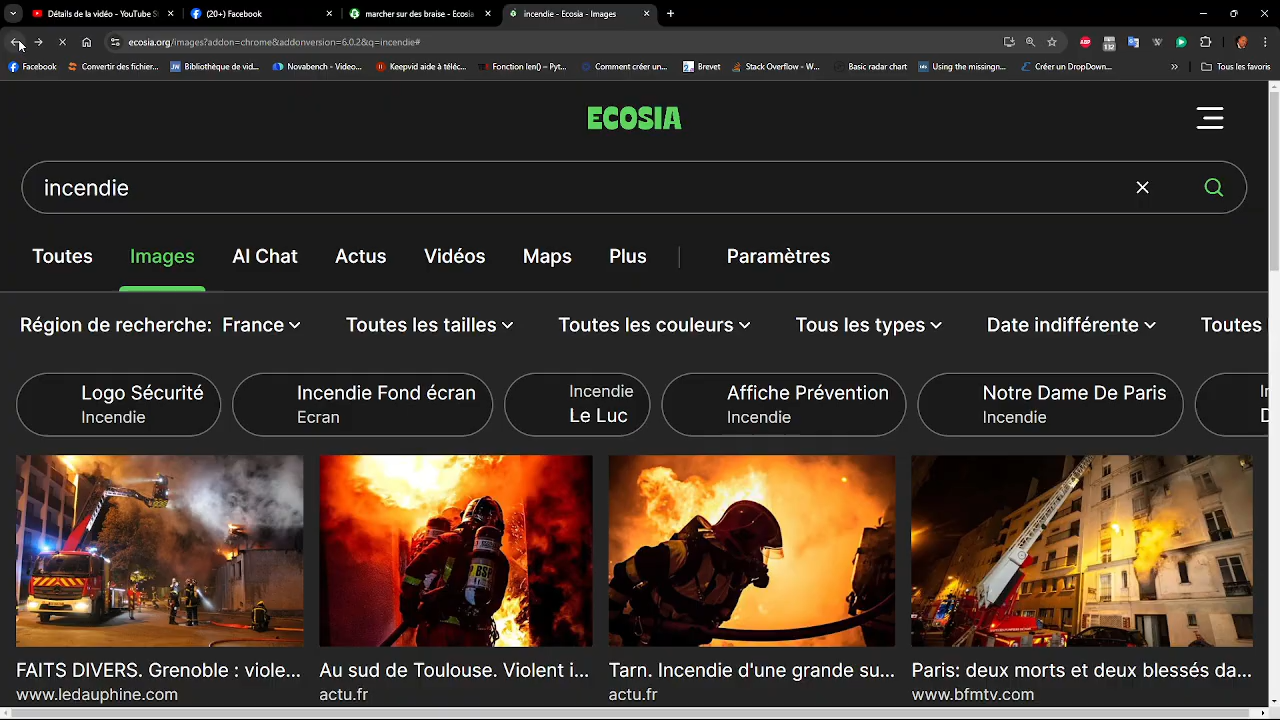 Détails de la vidéo - YouTube S
(20+) Facebook
marcher sur des braise - Ecosia
incendie - Ecosia - Images
ecosia.org/images?addon=chrome&addonversion=6.0.2&q=incendie#
Facebook
Convertir des fichier...
Bibliothèque de vid...
Novabench - Video...
Keepvid aide à téléc...
Fonction len() – Pyt...
Comment créer un...
Brevet
Stack Overflow - W...
Basic radar chart
Using the missingn...
Créer un DropDown...
»
Tous les favoris
ECOSIA
incendie
Toutes
Images
AI Chat
Actus
Vidéos
Maps
Plus
Paramètres
Région de recherche: France
Toutes les tailles
Toutes les couleurs
Tous les types
Date indifférente
Toutes
Logo Sécurité
Incendie
Incendie Fond écran
Ecran
Incendie
Le Luc
Affiche Prévention
Incendie
Notre Dame De Paris
Incendie
FAITS DIVERS. Grenoble : viole...
www.ledauphine.com
Au sud de Toulouse. Violent i...
actu.fr
Tarn. Incendie d'une grande su...
actu.fr
Paris: deux morts et deux blessés da...
www.bfmtv.com